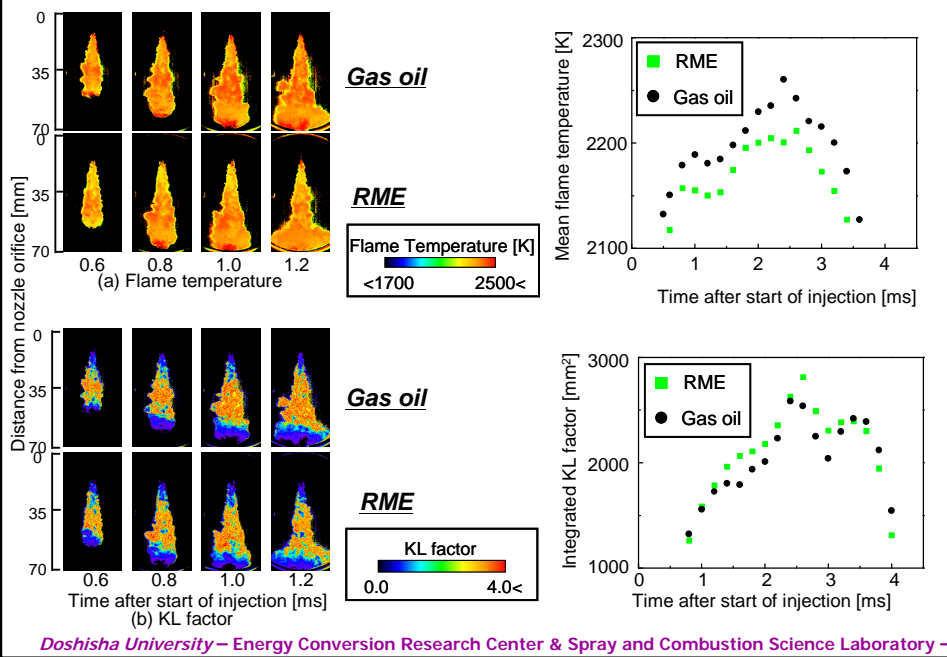 0
35
70
35
70
Distance from nozzle orifice [mm]
0.6 0.8 1.0 1.2
(a) Flame temperature
Gas oil
RME
Flame Temperature [K]
<1700 2500<
2300
2200
2100
Mean flame temperature [K]
RME
Gas oil
0 1 2 3 4
Time after start of injection [ms]
0
35
70
0
35
70
0.6 0.8 1.0 1.2
Time after start of injection [ms]
(b) KL factor
Gas oil
RME
KL factor
0.0 4.0<
3000
2000
1000
Integrated KL factor [mm²]
RME
Gas oil
0 1 2 3 4
Time after start of injection [ms]
Doshisha University – Energy Conversion Research Center & Spray and Combustion Science Laboratory –